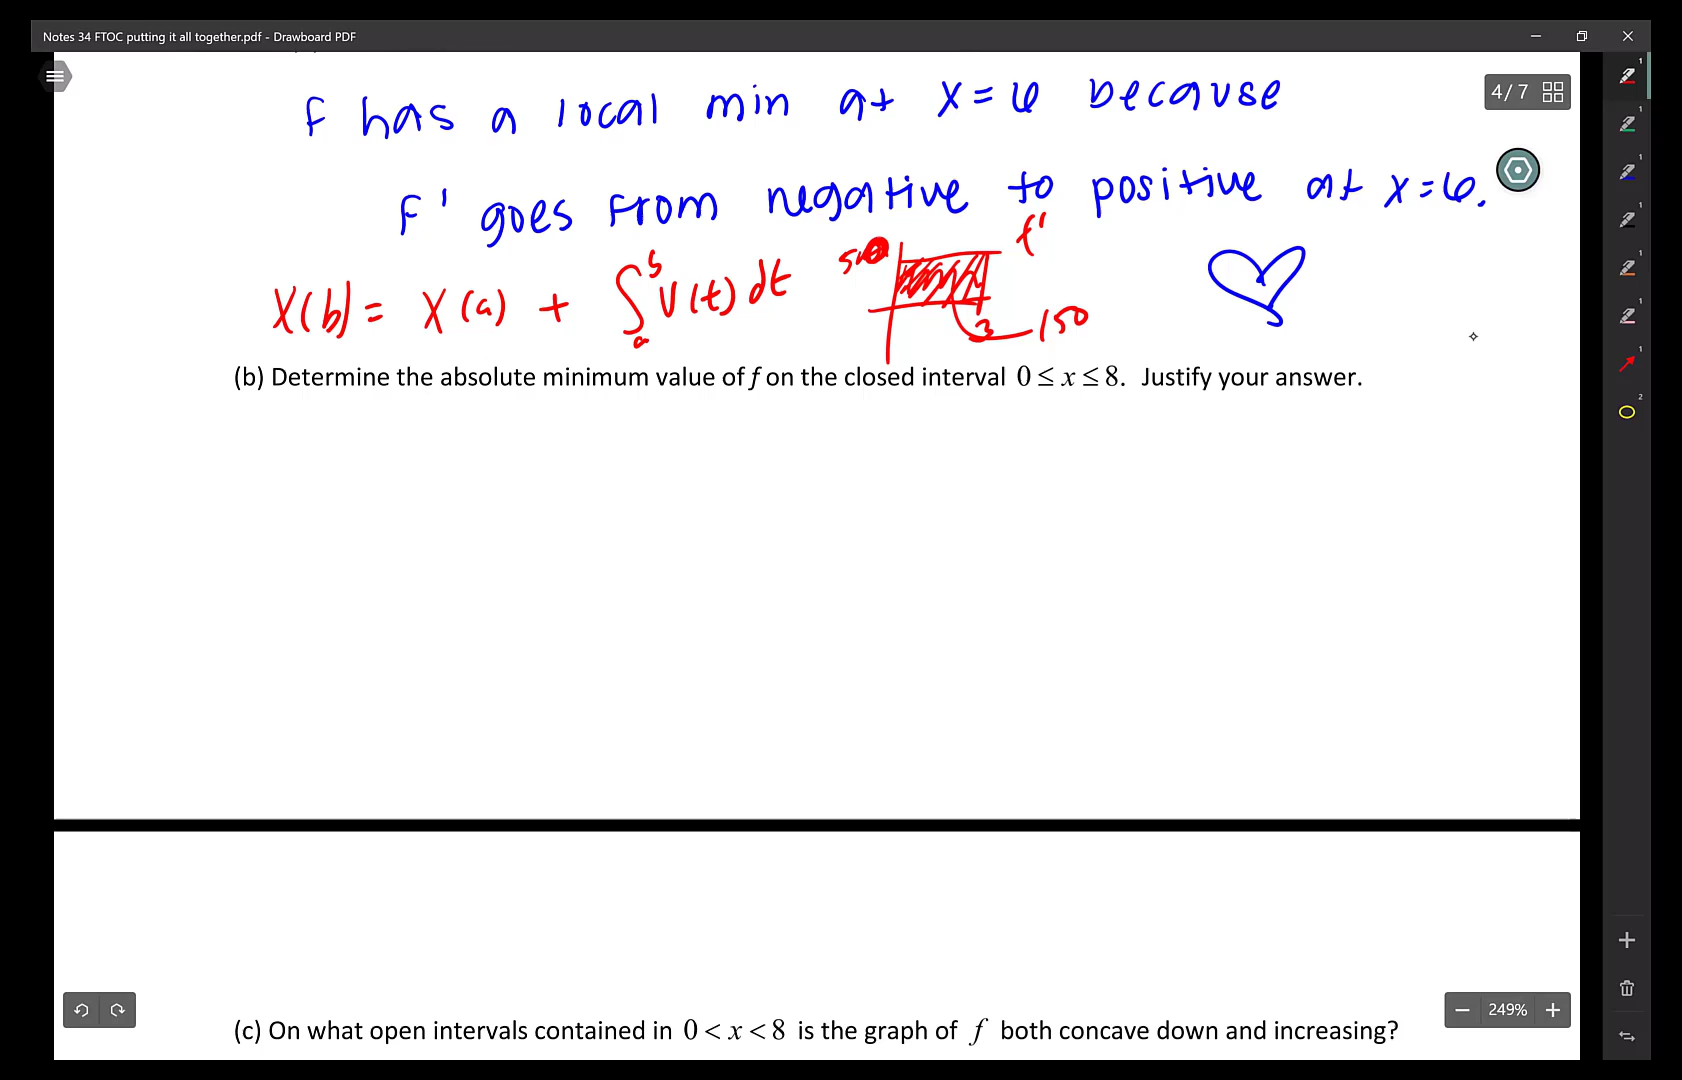 Notes 34 FTOC putting it all together.pdf - Drawboard PDF
4/7
f has a local min at x=6 because
f' goes from negative to positive at x=6.
f'
X(b) = X(a) + ∫ₐᵇ V(t) dt
3
150
(b) Determine the absolute minimum value of f on the closed interval 0 ≤ x ≤ 8. Justify your answer.
249%
(c) On what open intervals contained in 0 < x < 8 is the graph of f both concave down and increasing?